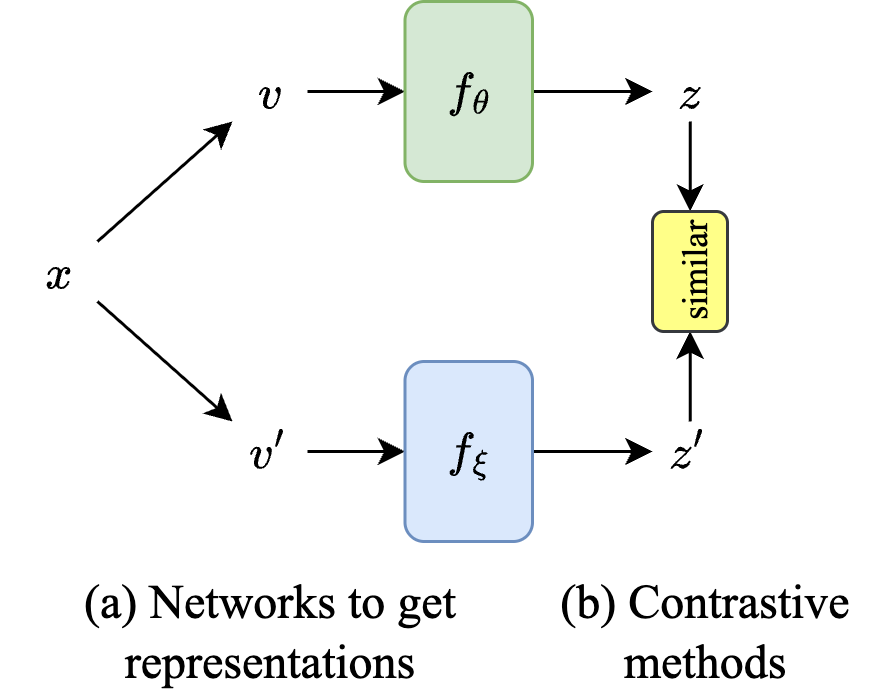 v
f_θ
z
x
similar
v′
f_ξ
z′
(a) Networks to get
representations
(b) Contrastive
methods